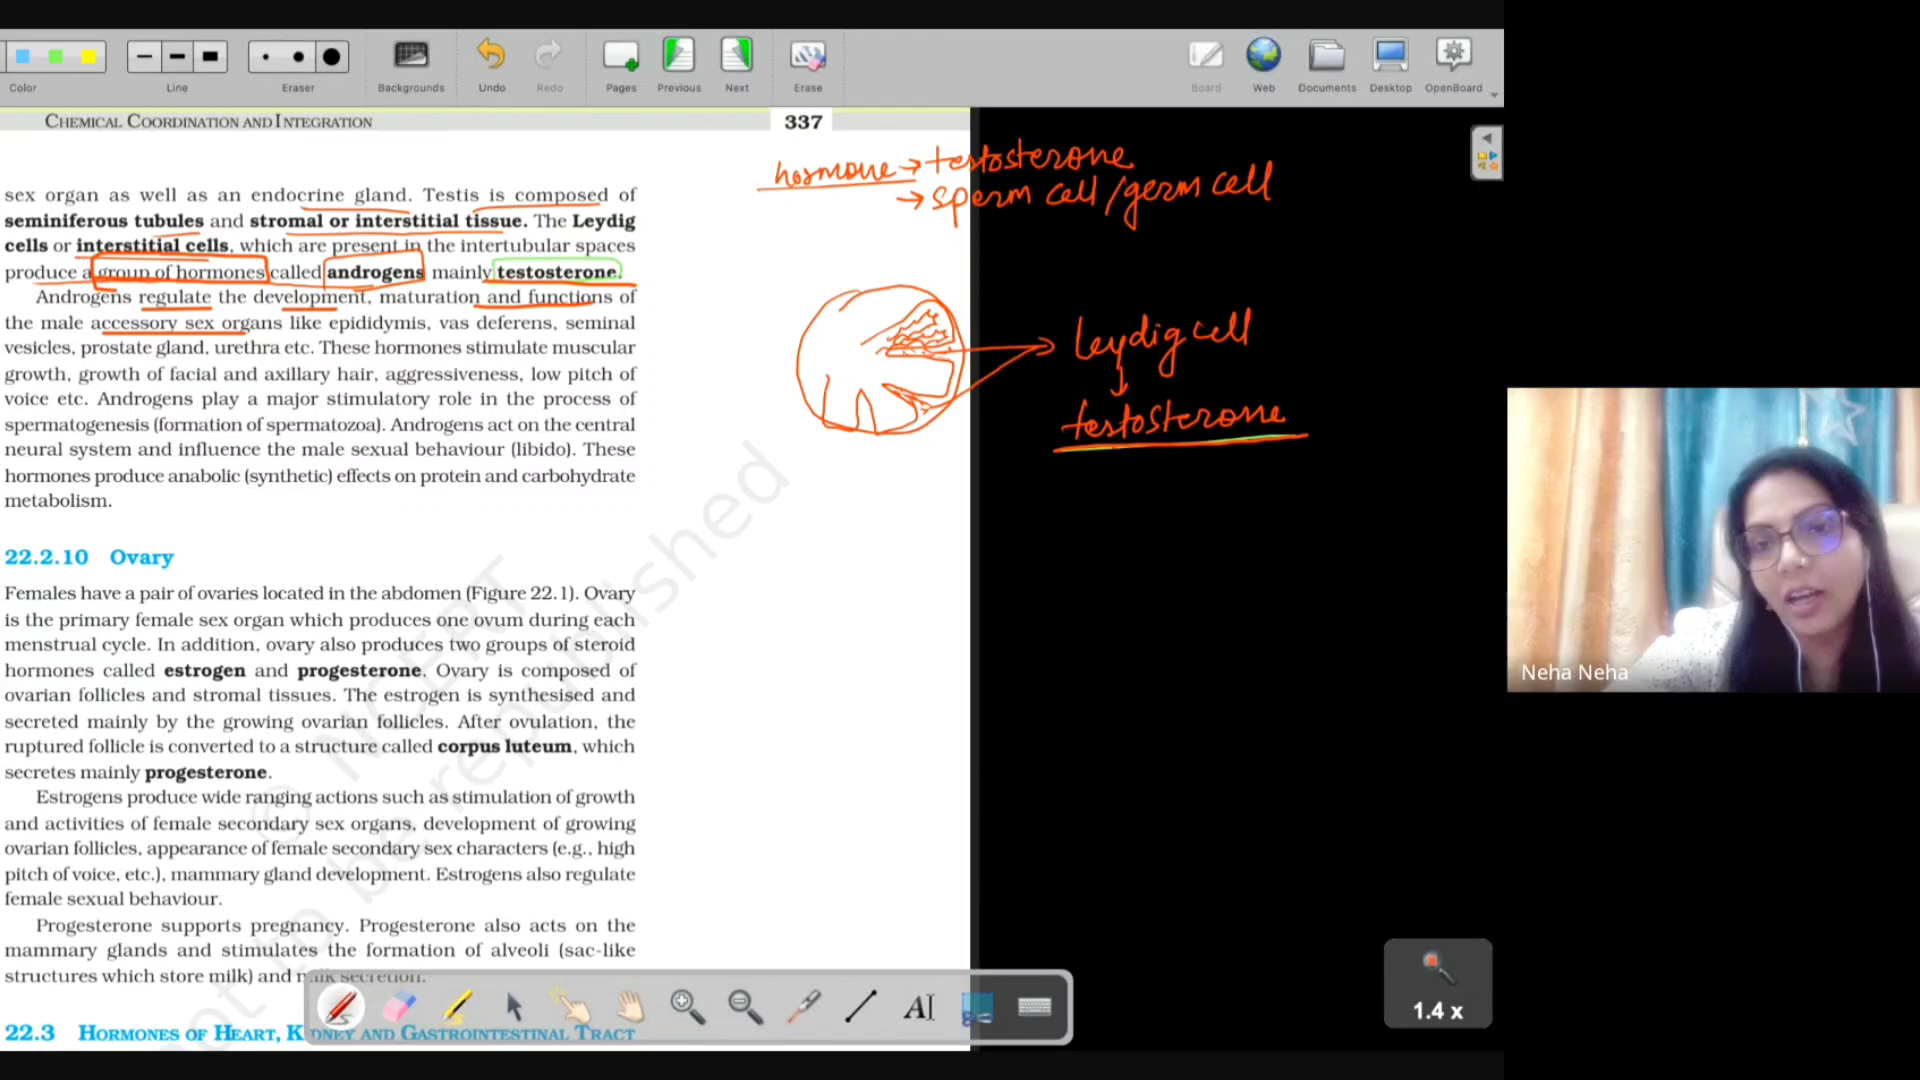 Color Line Eraser Backgrounds Undo Redo Pages Previous Next Erase Board Web Documents Desktop OpenBoard
CHEMICAL COORDINATION AND INTEGRATION 337
sex organ as well as an endocrine gland. Testis is composed of
seminiferous tubules and stromal or interstitial tissue. The Leydig
cells or interstitial cells, which are present in the intertubular spaces
produce a group of hormones called androgens mainly testosterone.
Androgens regulate the development, maturation and functions of
the male accessory sex organs like epididymis, vas deferens, seminal
vesicles, prostate gland, urethra etc. These hormones stimulate muscular
growth, growth of facial and axillary hair, aggressiveness, low pitch of
voice etc. Androgens play a major stimulatory role in the process of
spermatogenesis (formation of spermatozoa). Androgens act on the central
neural system and influence the male sexual behaviour (libido). These
hormones produce anabolic (synthetic) effects on protein and carbohydrate
metabolism.
22.2.10 Ovary
Females have a pair of ovaries located in the abdomen (Figure 22.1). Ovary
is the primary female sex organ which produces one ovum during each
menstrual cycle. In addition, ovary also produces two groups of steroid
hormones called estrogen and progesterone. Ovary is composed of
ovarian follicles and stromal tissues. The estrogen is synthesised and
secreted mainly by the growing ovarian follicles. After ovulation, the
ruptured follicle is converted to a structure called corpus luteum, which
secretes mainly progesterone.
Estrogens produce wide ranging actions such as stimulation of growth
and activities of female secondary sex organs, development of growing
ovarian follicles, appearance of female secondary sex characters (e.g., high
pitch of voice, etc.), mammary gland development. Estrogens also regulate
female sexual behaviour.
Progesterone supports pregnancy. Progesterone also acts on the
mammary glands and stimulates the formation of alveoli (sac-like
structures which store milk) and milk secretion.
22.3 HORMONES OF HEART, KIDNEY AND GASTROINTESTINAL TRACT
© NCERT
not to be republished
hormone → testosterone
→ sperm cell / germ cell
leydig cell
testosterone
Neha Neha
1.4 x